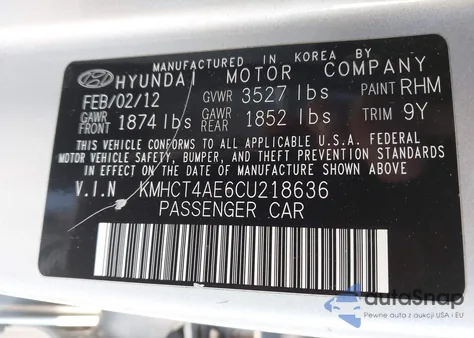 MANUFACTURED IN KOREA BY
HYUNDAI MOTOR COMPANY
FEB/02/12 GVWR 3527 lbs PAINT RHM
GAWR FRONT 1874 lbs GAWR REAR 1852 lbs TRIM 9Y
THIS VEHICLE CONFORMS TO ALL APPLICABLE U.S.A. FEDERAL
MOTOR VEHICLE SAFETY, BUMPER, AND THEFT PREVENTION STANDARDS
IN EFFECT ON THE DATE OF MANUFACTURE SHOWN ABOVE
V.I.N KMHCT4AE6CU218636
PASSENGER CAR
autoSnap
Pewne auta z aukcji USA i EU